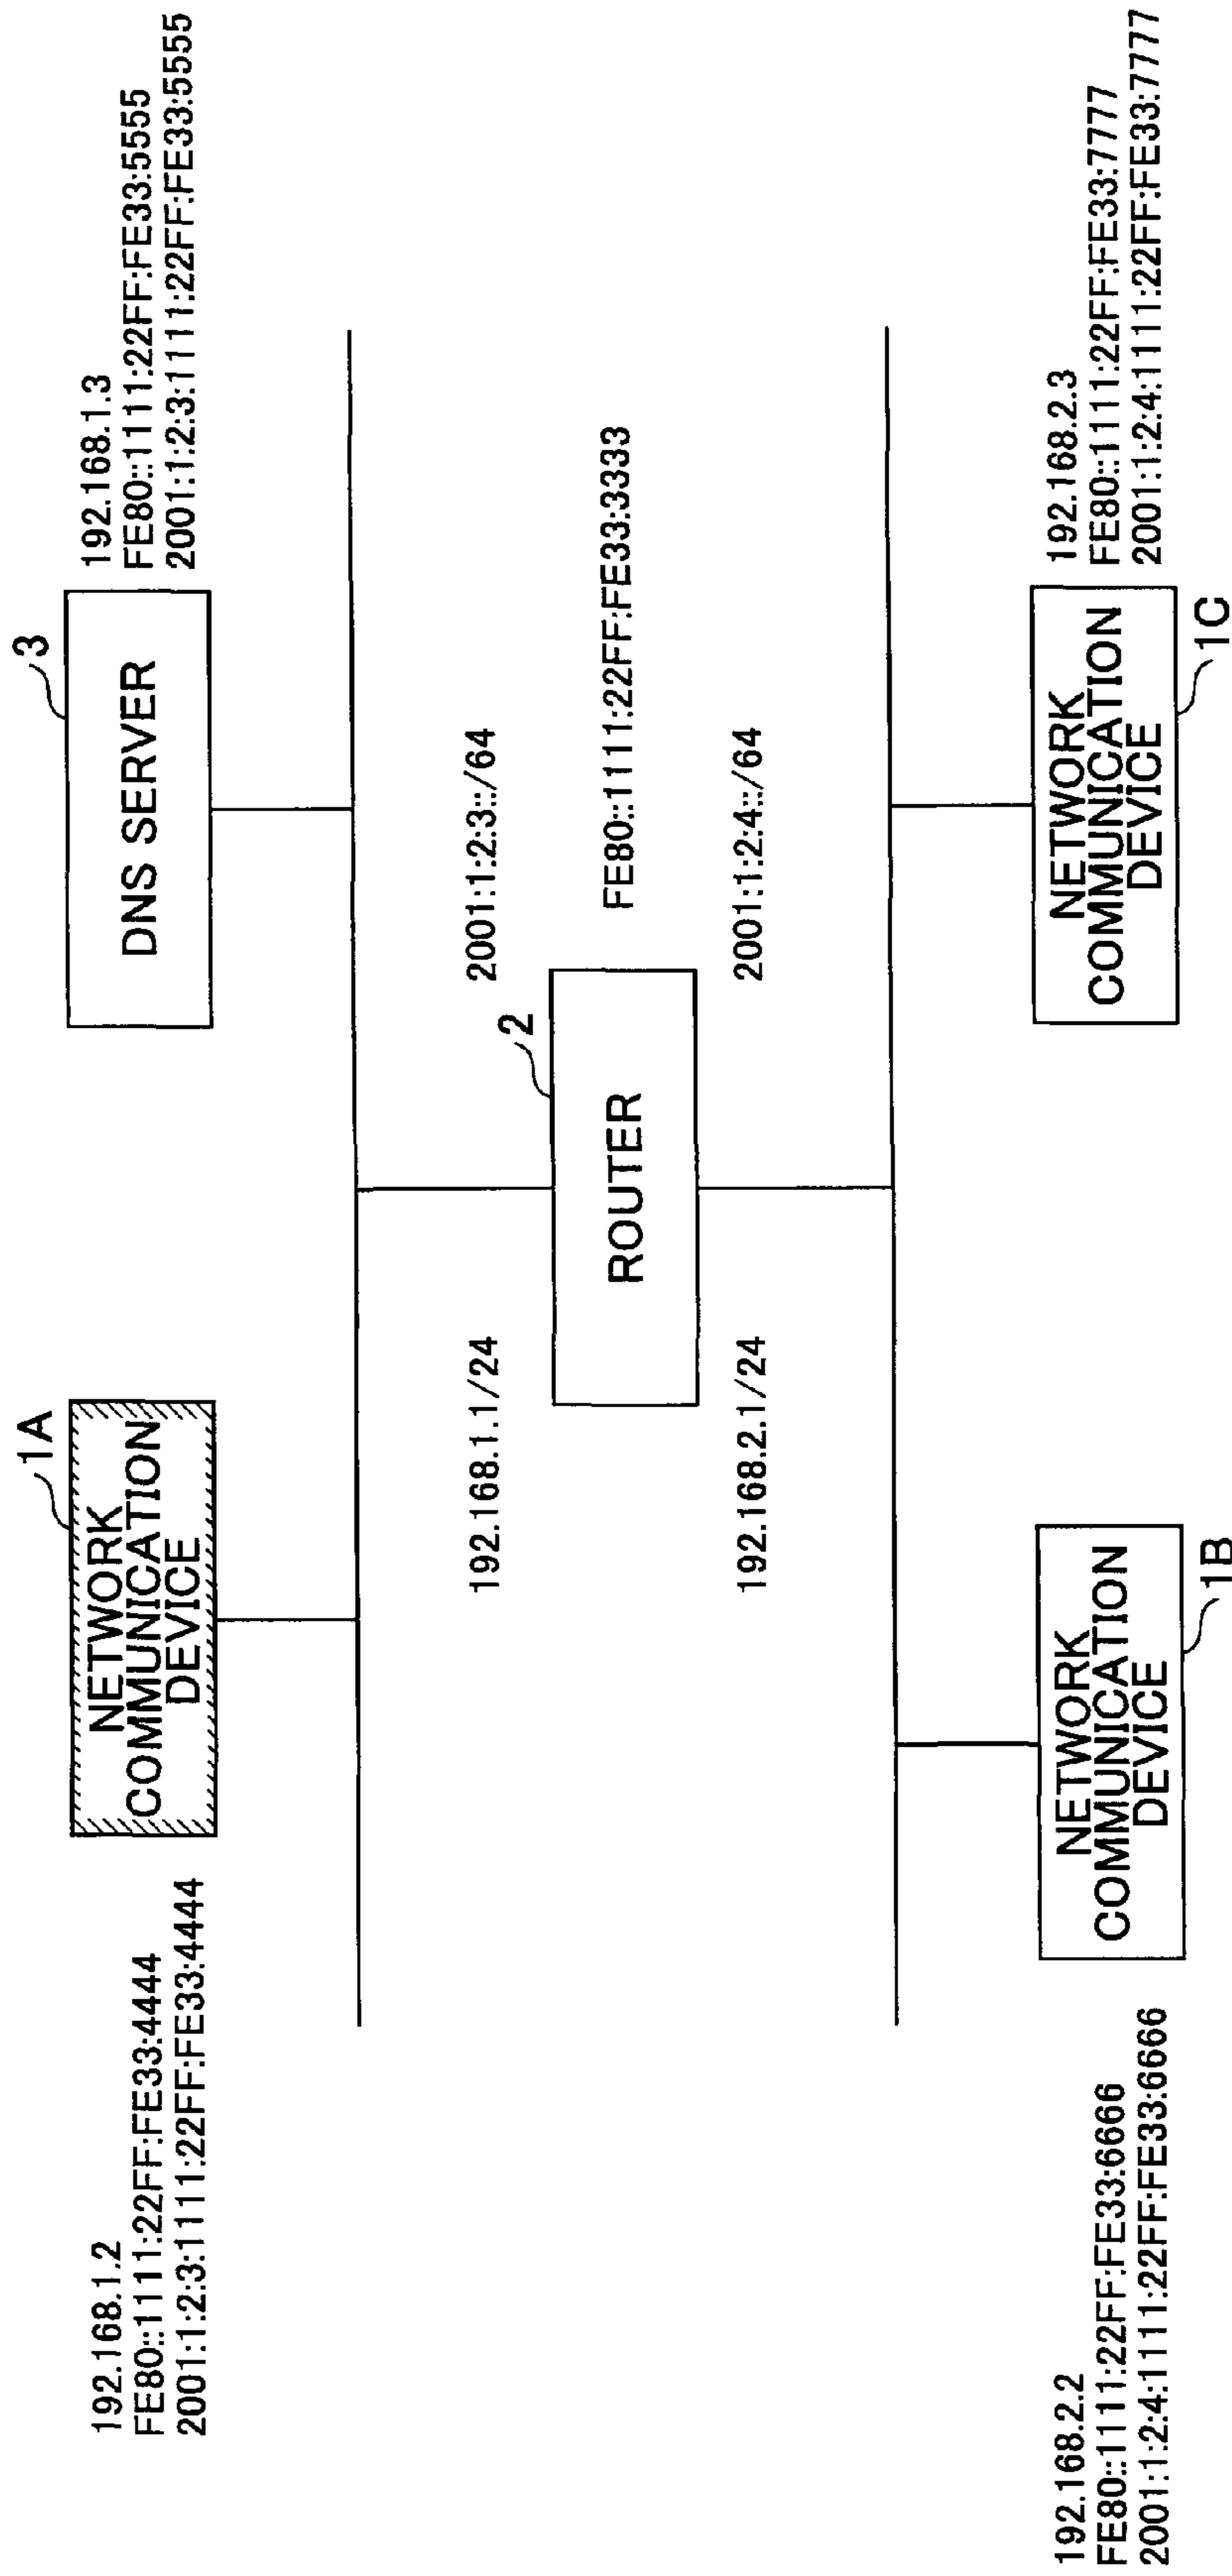 1A
NETWORK
COMMUNICATION
DEVICE
192.168.1.2
FE80::1111:22FF:FE33:4444
2001:1:2:3:1111:22FF:FE33:4444
3
DNS SERVER
192.168.1.3
FE80::1111:22FF:FE33:5555
2001:1:2:3:1111:22FF:FE33:5555
192.168.1.1/24
2001:1:2:3::/64
2
ROUTER
FE80::1111:22FF:FE33:3333
192.168.2.1/24
2001:1:2:4::/64
192.168.2.2
FE80::1111:22FF:FE33:6666
2001:1:2:4:1111:22FF:FE33:6666
NETWORK
COMMUNICATION
DEVICE
1B
NETWORK
COMMUNICATION
DEVICE
1C
192.168.2.3
FE80::1111:22FF:FE33:7777
2001:1:2:4:1111:22FF:FE33:7777